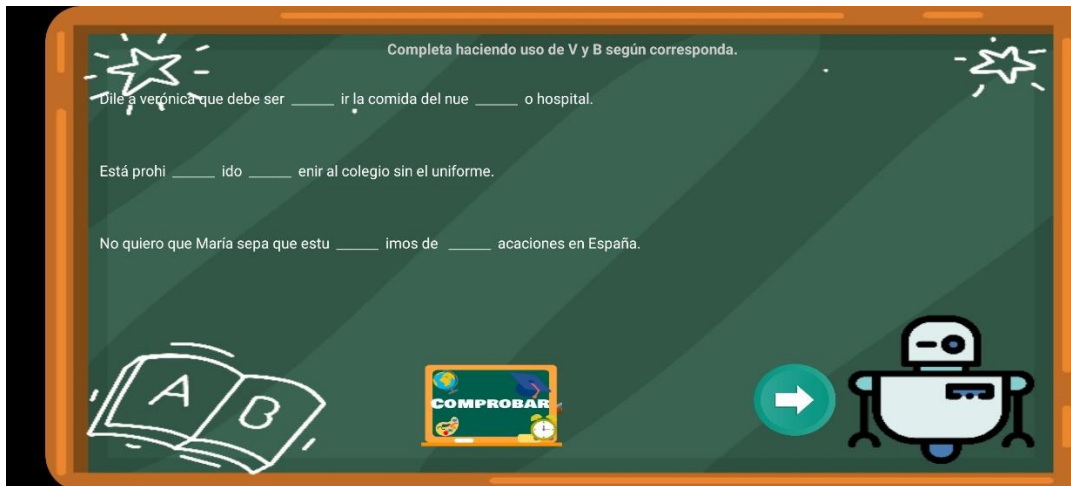 Completa haciendo uso de V y B según corresponda.
Dile a verónica que debe ser ______ ir la comida del nue ______ o hospital.
Está prohi ______ ido ______ enir al colegio sin el uniforme.
No quiero que María sepa que estu ______ imos de ______ acaciones en España.
A B
COMPROBAR